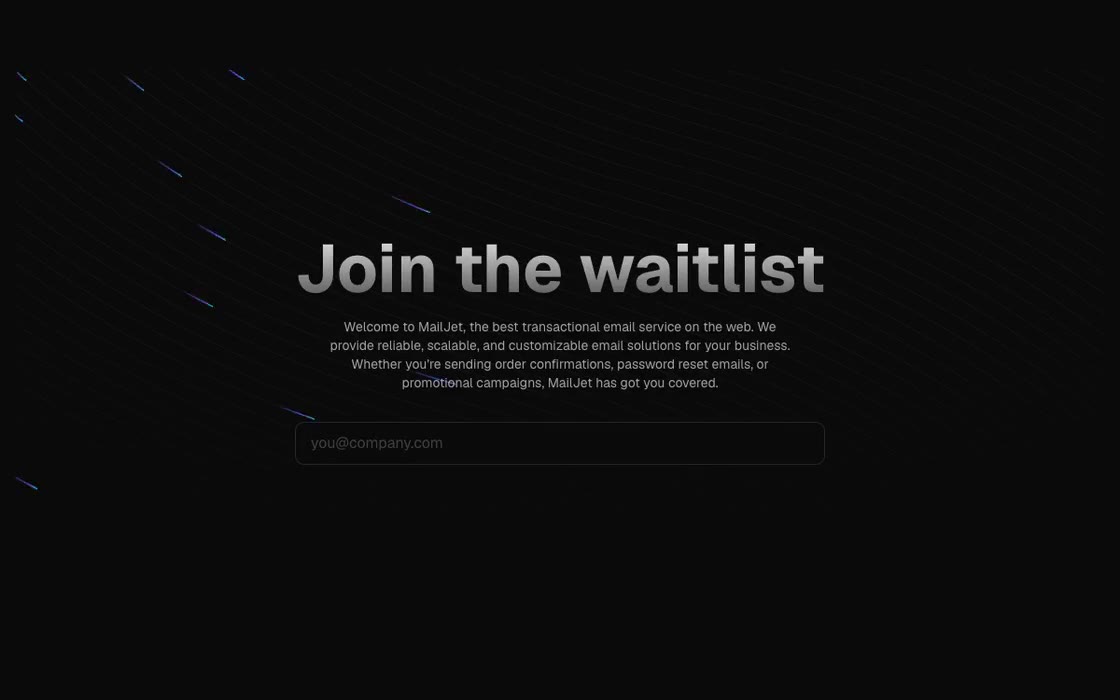 Join the waitlist
Welcome to MailJet, the best transactional email service on the web. We
provide reliable, scalable, and customizable email solutions for your business.
Whether you're sending order confirmations, password reset emails, or
promotional campaigns, MailJet has got you covered.
you@company.com